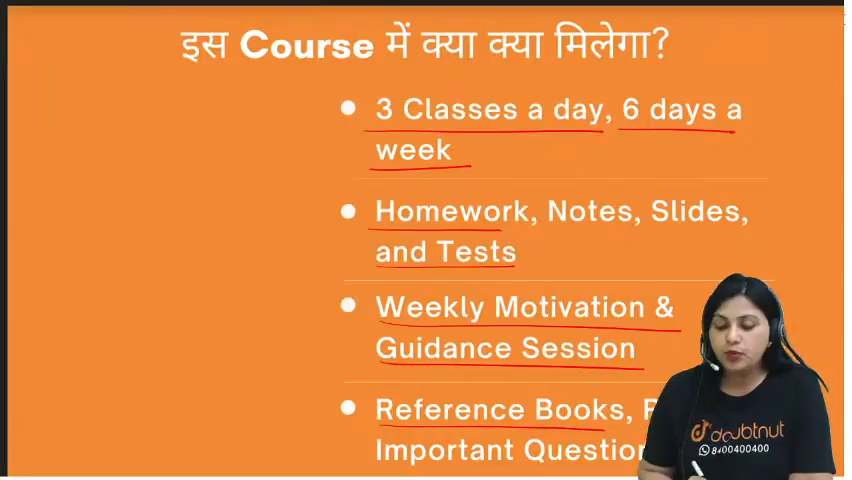 इस Course में क्या क्या मिलेगा?
3 Classes a day, 6 days a
week
Homework, Notes, Slides,
and Tests
Weekly Motivation &
Guidance Session
Reference Books,
Important
doubtnut
8400400400